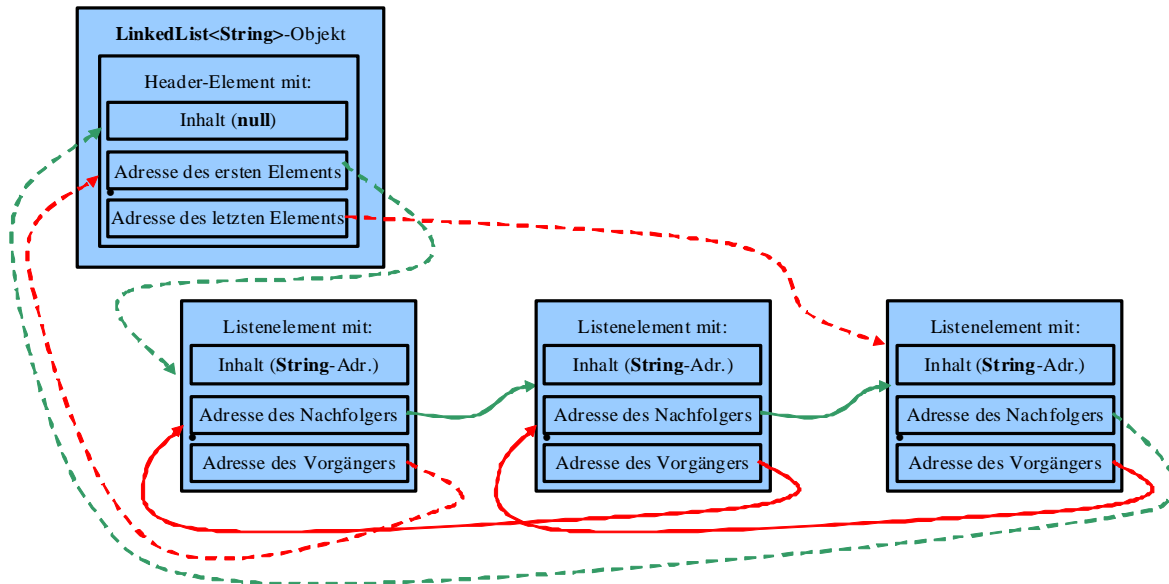 LinkedList<String>-Objekt
Header-Element mit:
Inhalt (null)
Adresse des ersten Elements
Adresse des letzten Elements
Listenelement mit:
Inhalt (String-Adr.)
Adresse des Nachfolgers
Adresse des Vorgängers
Listenelement mit:
Inhalt (String-Adr.)
Adresse des Nachfolgers
Adresse des Vorgängers
Listenelement mit:
Inhalt (String-Adr.)
Adresse des Nachfolgers
Adresse des Vorgängers